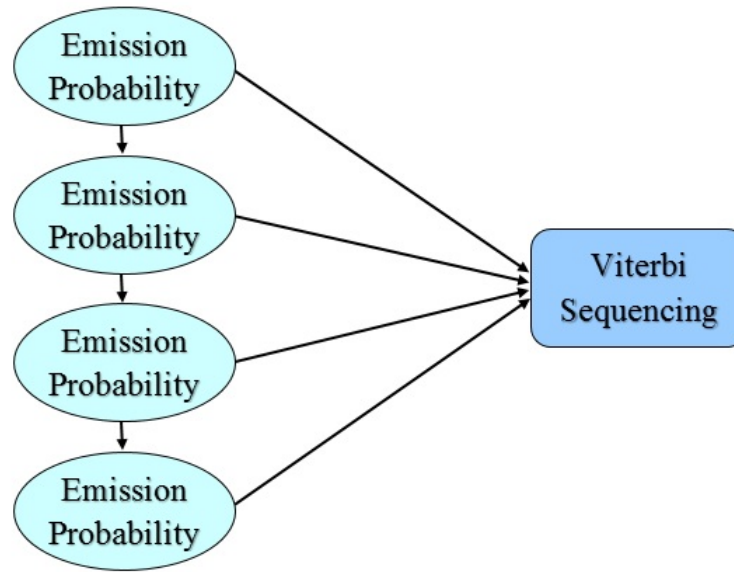 Emission
Probability
Emission
Probability
Viterbi
Sequencing
Emission
Probability
Emission
Probability